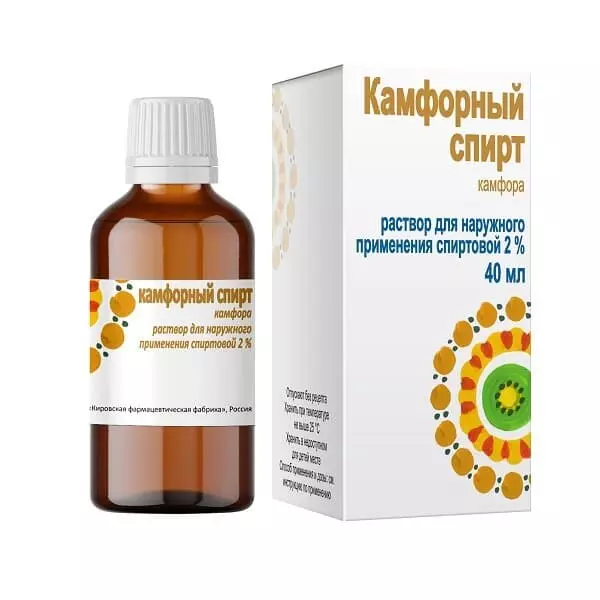 Камфорный
спирт
камфора
раствор для наружного
применения спиртовой 2 %
40 мл
Отпускают без рецепта
Хранить при температуре
не выше 25 °С
Хранить в недоступном
для детей месте
Способ применения и дозы: см.
инструкцию по применению
камфорный спирт
камфора
раствор для наружного
применения спиртовой 2 %
«Кировская фармацевтическая фабрика», Россия